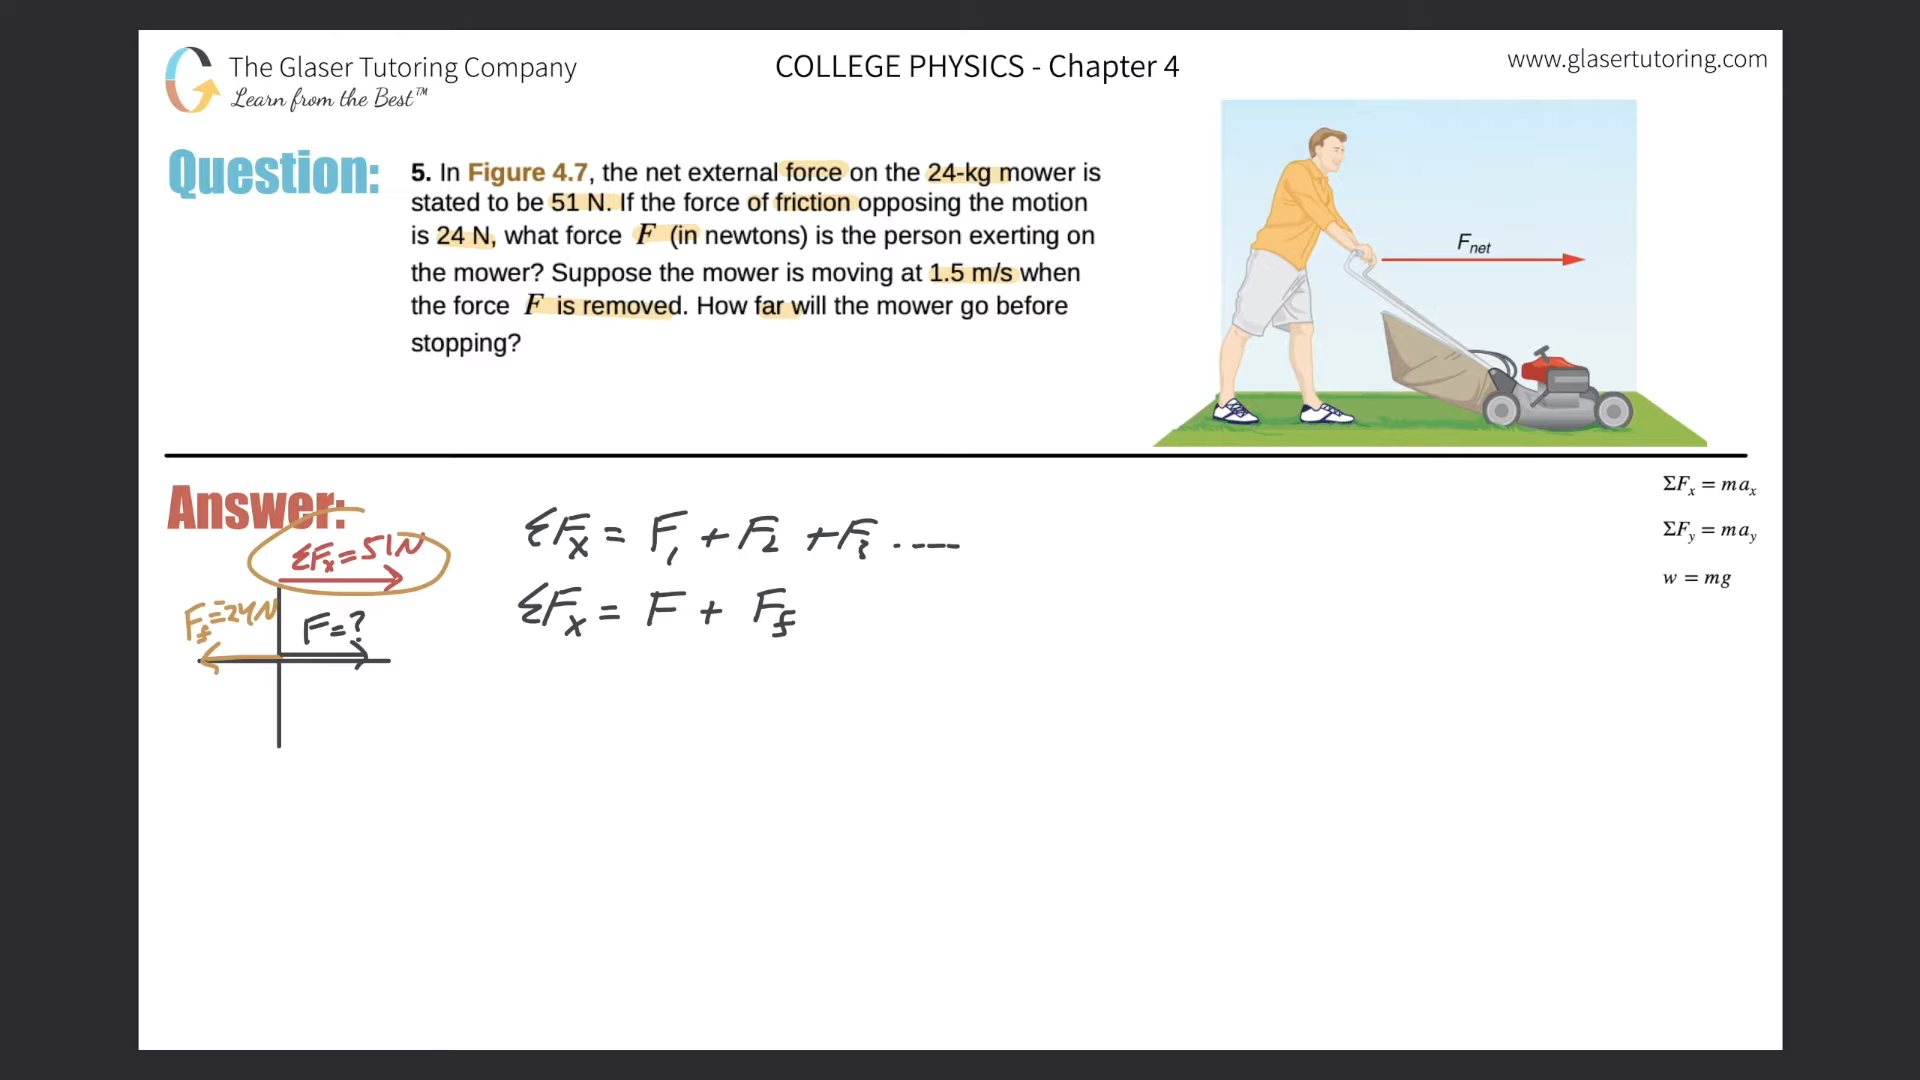 The Glaser Tutoring Company
Learn from the Best™
COLLEGE PHYSICS - Chapter 4
www.glasertutoring.com
Question:
5. In Figure 4.7, the net external force on the 24-kg mower is
stated to be 51 N. If the force of friction opposing the motion
is 24 N, what force F (in newtons) is the person exerting on
the mower? Suppose the mower is moving at 1.5 m/s when
the force F is removed. How far will the mower go before
stopping?
Fnet
Answer:
ΣFx = 51N
Ff = 24N
F = ?
ΣFx = F1 + F2 + F3 ....
ΣFx = F + Ff
ΣFx = max
ΣFy = may
w = mg